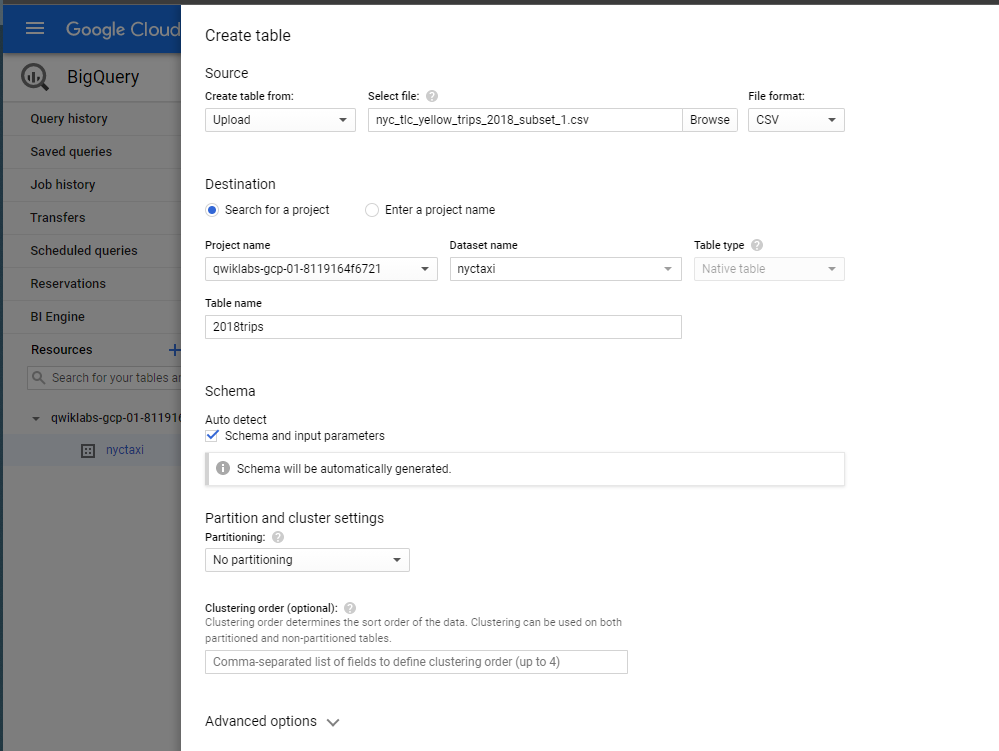 Google Cloud
BigQuery
Query history
Saved queries
Job history
Transfers
Scheduled queries
Reservations
BI Engine
Resources +
Search for your tables
qwiklabs-gcp-01-81191
nyctaxi
Create table
Source
Create table from: Select file: ? File format:
Upload nyc_tlc_yellow_trips_2018_subset_1.csv Browse CSV
Destination
Search for a project Enter a project name
Project name Dataset name Table type ?
qwiklabs-gcp-01-8119164f6721 nyctaxi Native table
Table name
2018trips
Schema
Auto detect
Schema and input parameters
Schema will be automatically generated.
Partition and cluster settings
Partitioning: ?
No partitioning
Clustering order (optional): ?
Clustering order determines the sort order of the data. Clustering can be used on both
partitioned and non-partitioned tables.
Comma-separated list of fields to define clustering order (up to 4)
Advanced options